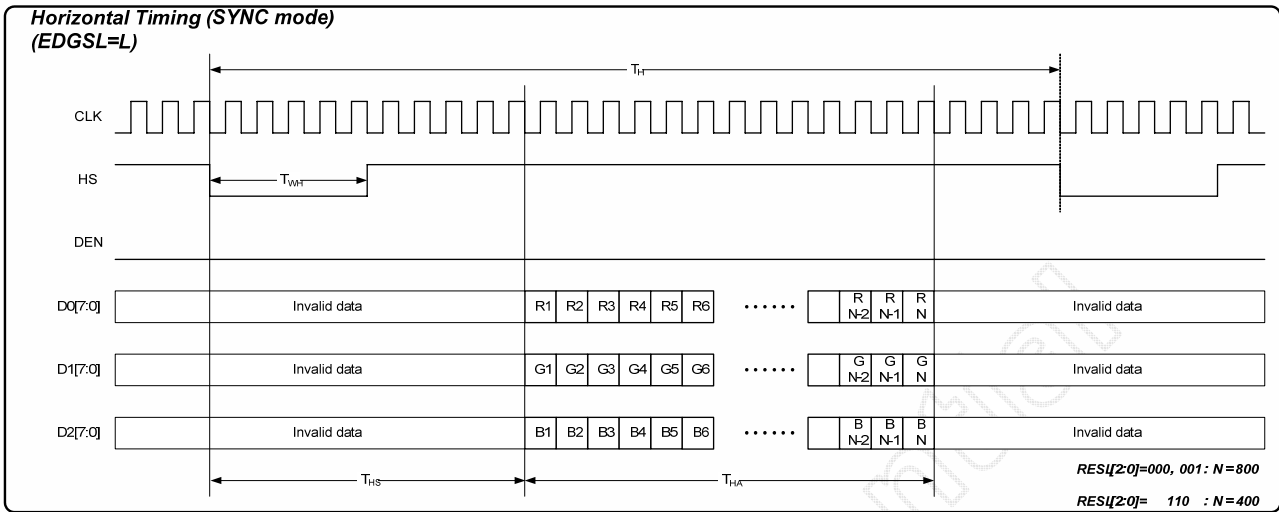 Horizontal Timing (SYNC mode)
(EDGSL=L)
TH
CLK
HS
TWH
DEN
D0[7:0]
Invalid data
R1 R2 R3 R4 R5 R6 ······ R N-2 R N-1 R N
Invalid data
D1[7:0]
Invalid data
G1 G2 G3 G4 G5 G6 ······ G N-2 G N-1 G N
Invalid data
D2[7:0]
Invalid data
B1 B2 B3 B4 B5 B6 ······ B N-2 B N-1 B N
Invalid data
THS
THA
RESL[2:0]=000, 001: N=800
RESL[2:0]= 110 : N=400